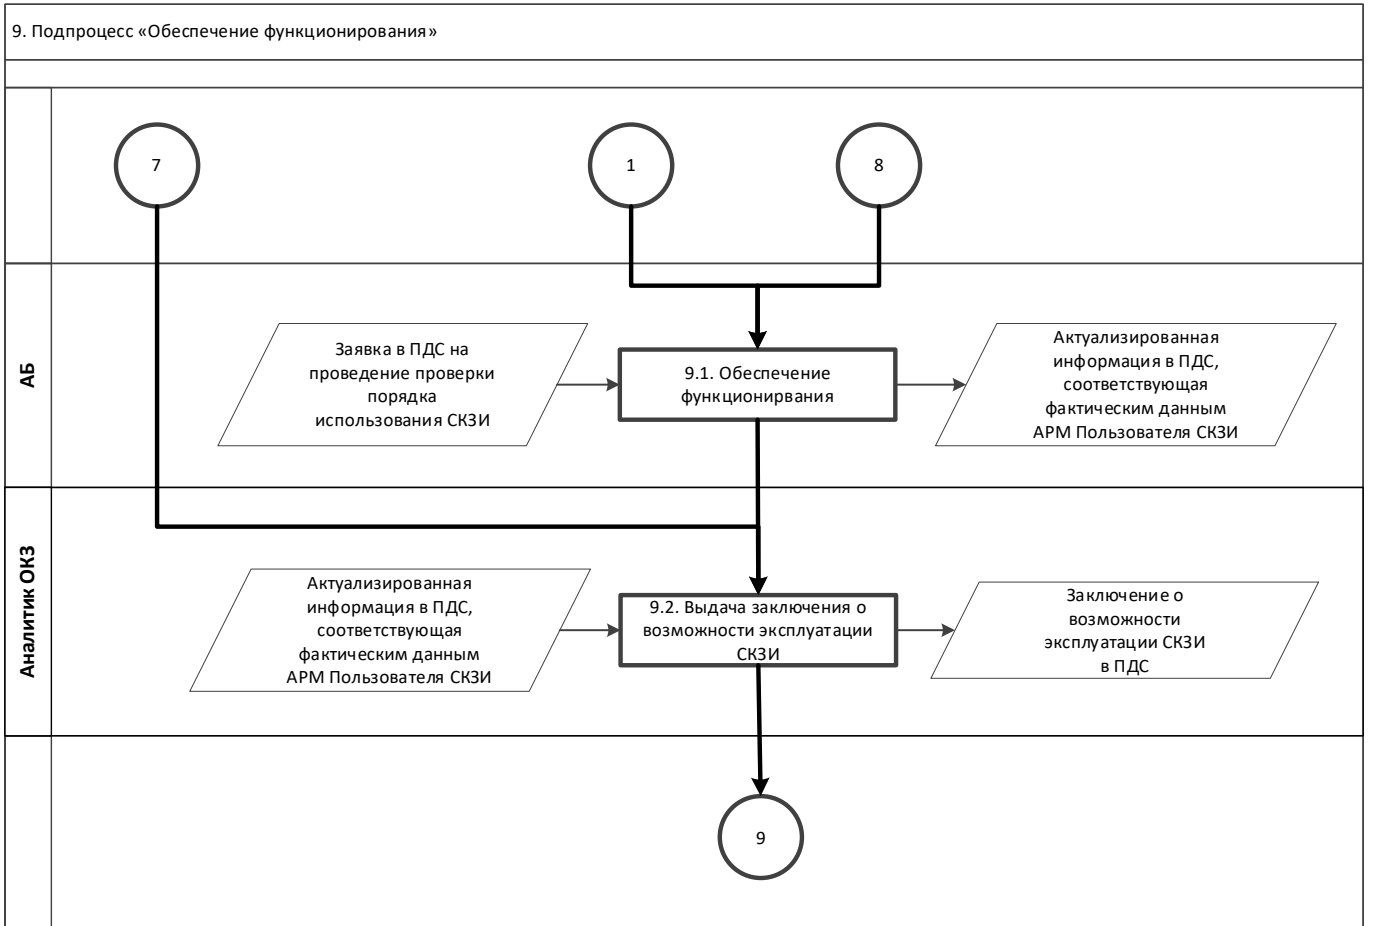 9. Подпроцесс «Обеспечение функционирования»
7
1
8
АБ
Заявка в ПДС на
проведение проверки
порядка
использования СКЗИ
9.1. Обеспечение
функционирвания
Актуализированная
информация в ПДС,
соответствующая
фактическим данным
АРМ Пользователя СКЗИ
Аналитик ОКЗ
Актуализированная
информация в ПДС,
соответствующая
фактическим данным
АРМ Пользователя СКЗИ
9.2. Выдача заключения о
возможности эксплуатации
СКЗИ
Заключение о
возможности
эксплуатации СКЗИ
в ПДС
9